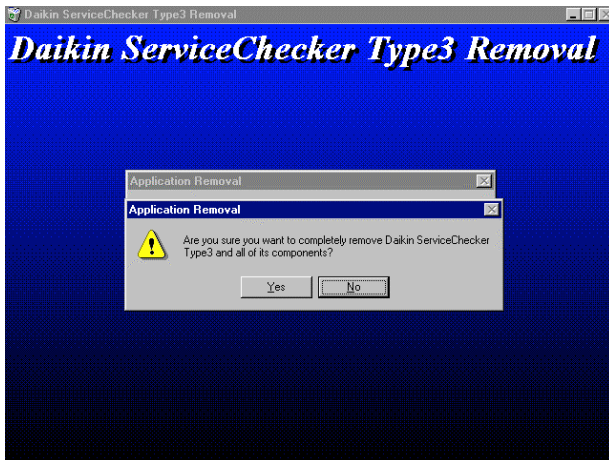 Daikin ServiceChecker Type3 Removal
Daikin ServiceChecker Type3 Removal
Application Removal
Application Removal
Are you sure you want to completely remove Daikin ServiceChecker
Type3 and all of its components?
Yes
No